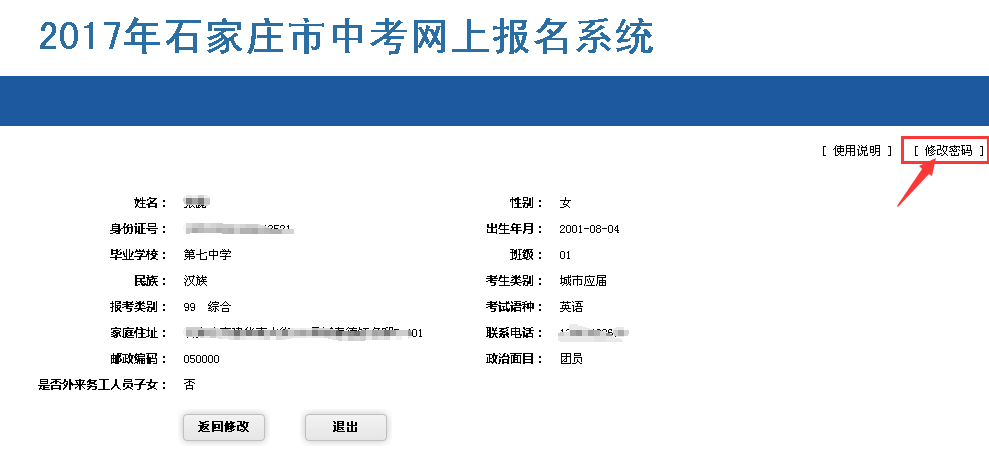 2017年石家庄市中考网上报名系统
[ 使用说明 ] [ 修改密码 ]
姓名： 性别： 女
身份证号： 出生年月： 2001-08-04
毕业学校： 第七中学 班级： 01
民族： 汉族 考生类别： 城市应届
报考类别： 99 综合 考试语种： 英语
家庭住址： 401 联系电话：
邮政编码： 050000 政治面目： 团员
是否外来务工人员子女： 否
返回修改 退出